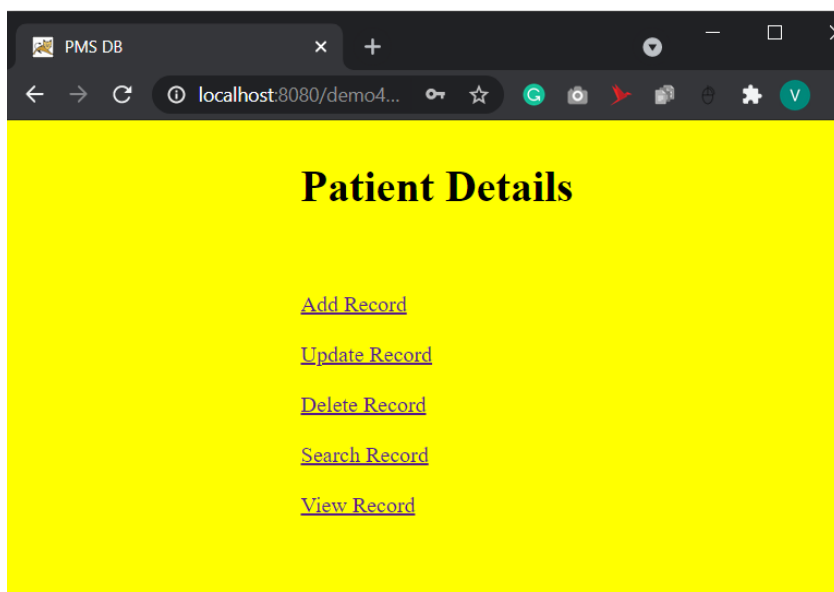 PMS DB
localhost:8080/demo4...
G
V
Patient Details
Add Record
Update Record
Delete Record
Search Record
View Record